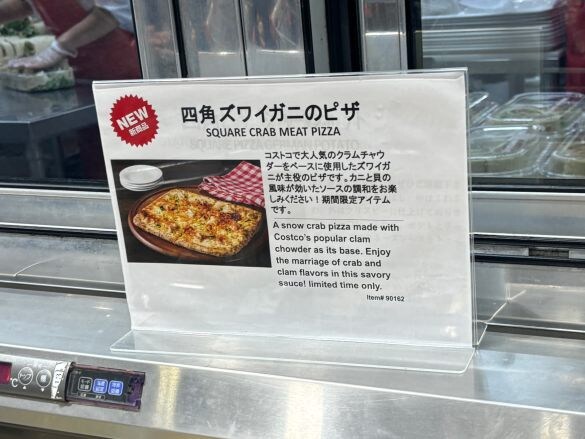 NEW
新商品
四角ズワイガニのピザ
SQUARE CRAB MEAT PIZZA
SQUARE PIZZA GERMAN POTATO
コストコで大人気のクラムチャウ
ダーをベースに使用したズワイガ
ニが主役のピザです。カニと貝の
風味が効いたソースの調和をお楽
しみください！期間限定アイテム
です。
A snow crab pizza made with
Costco's popular clam
chowder as its base. Enjoy
the marriage of crab and
clam flavors in this savory
sauce! limited time only.
Item# 90162
°C